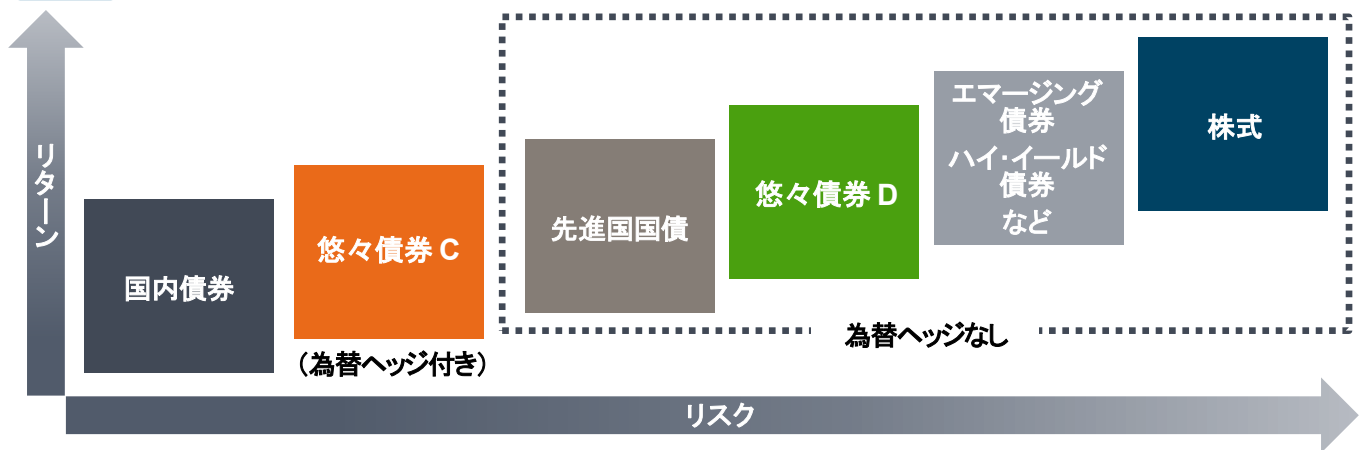 リターン
国内債券
悠々債券 C
(為替ヘッジ付き)
先進国国債
悠々債券 D
エマージング
債券
ハイ・イールド
債券
など
株式
為替ヘッジなし
リスク